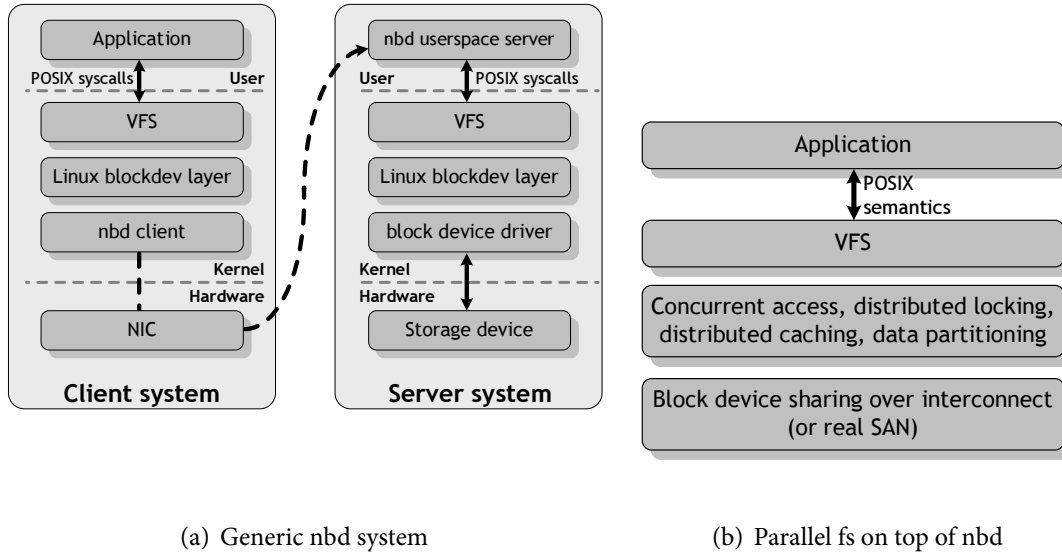 Application
POSIX syscalls
User
VFS
Linux blockdev layer
nbd client
Kernel
Hardware
NIC
Client system
nbd userspace server
User
POSIX syscalls
VFS
Linux blockdev layer
block device driver
Kernel
Hardware
Storage device
Server system
(a) Generic nbd system
Application
POSIX
semantics
VFS
Concurrent access, distributed locking,
distributed caching, data partitioning
Block device sharing over interconnect
(or real SAN)
(b) Parallel fs on top of nbd